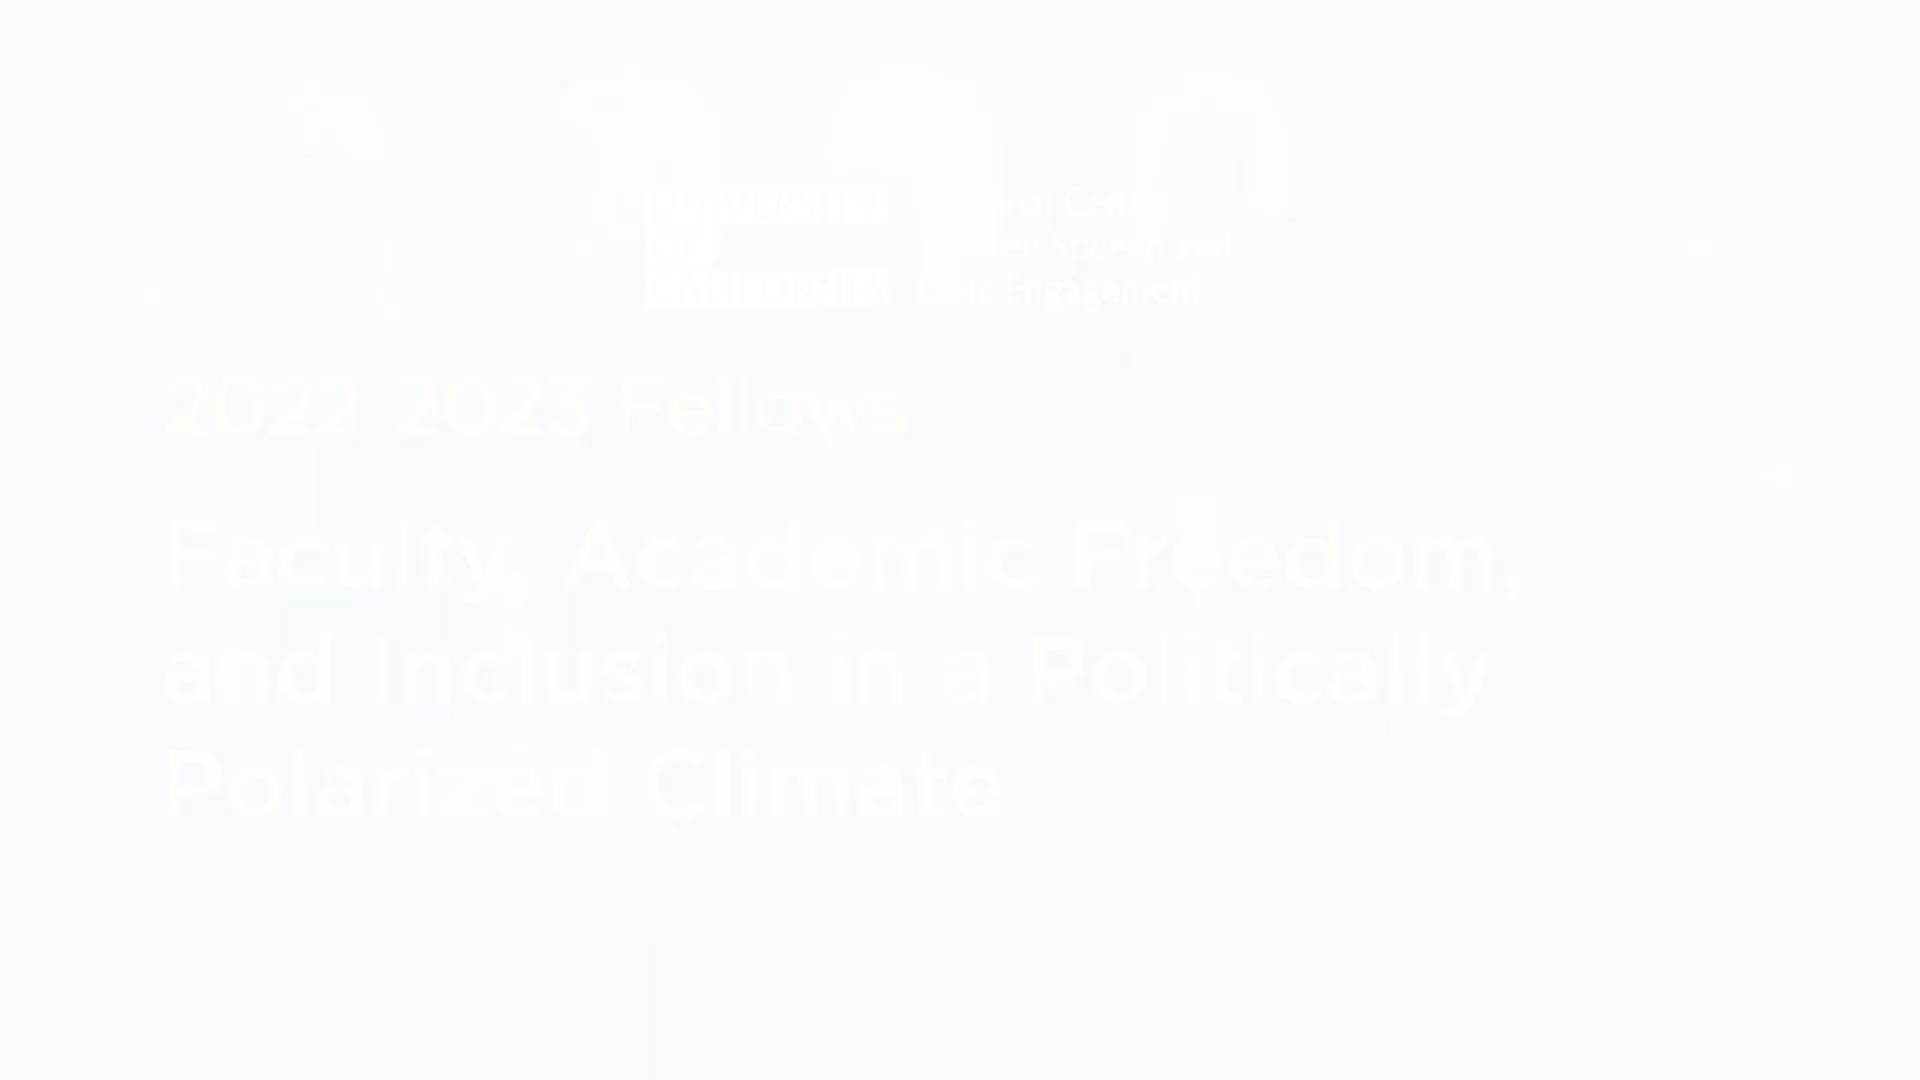 UNIVERSITY
OF
CALIFORNIA
National Center
Free Speech and
Civic Engagement
2022-2023 Fellows
Faculty, Academic Freedom,
and Inclusion in a Politically
Polarized Climate